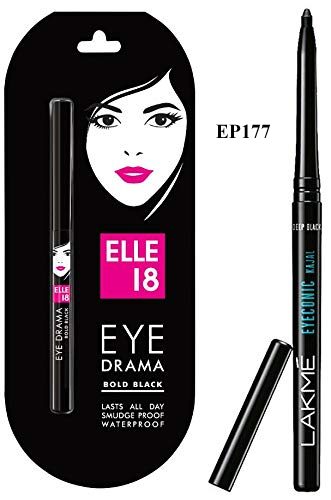 ELLE
18
EYE
DRAMA
BOLD BLACK
LASTS ALL DAY
SMUDGE PROOF
WATERPROOF
ELLE
18
EYE DRAMA
BOLD BLACK
EP177
DEEP BLACK
EYECONIC KAJAL
LAKMÉ